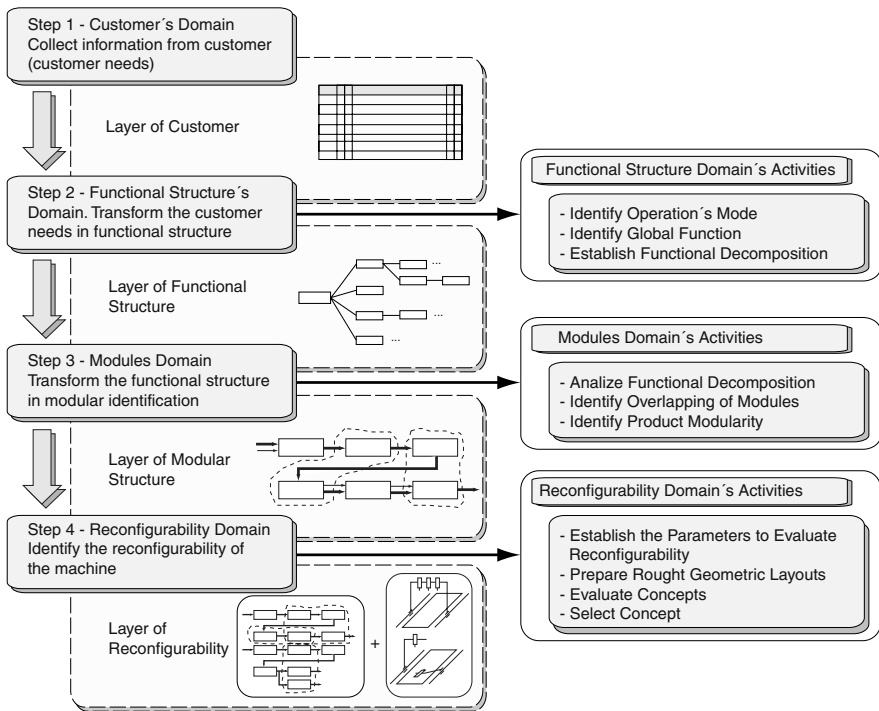 Step 1 - Customer´s Domain
Collect information from customer
(customer needs)
Layer of Customer
Step 2 - Functional Structure´s
Domain. Transform the customer
needs in functional structure
Functional Structure Domain´s Activities
- Identify Operation´s Mode
- Identify Global Function
- Establish Functional Decomposition
Layer of Functional
Structure
...
...
...
...
Step 3 - Modules Domain
Transform the functional structure
in modular identification
Modules Domain´s Activities
- Analize Functional Decomposition
- Identify Overlapping of Modules
- Identify Product Modularity
Layer of Modular
Structure
Step 4 - Reconfigurability Domain
Identify the reconfigurability of
the machine
Reconfigurability Domain´s Activities
- Establish the Parameters to Evaluate
Reconfigurability
- Prepare Rought Geometric Layouts
- Evaluate Concepts
- Select Concept
Layer of
Reconfigurability
+